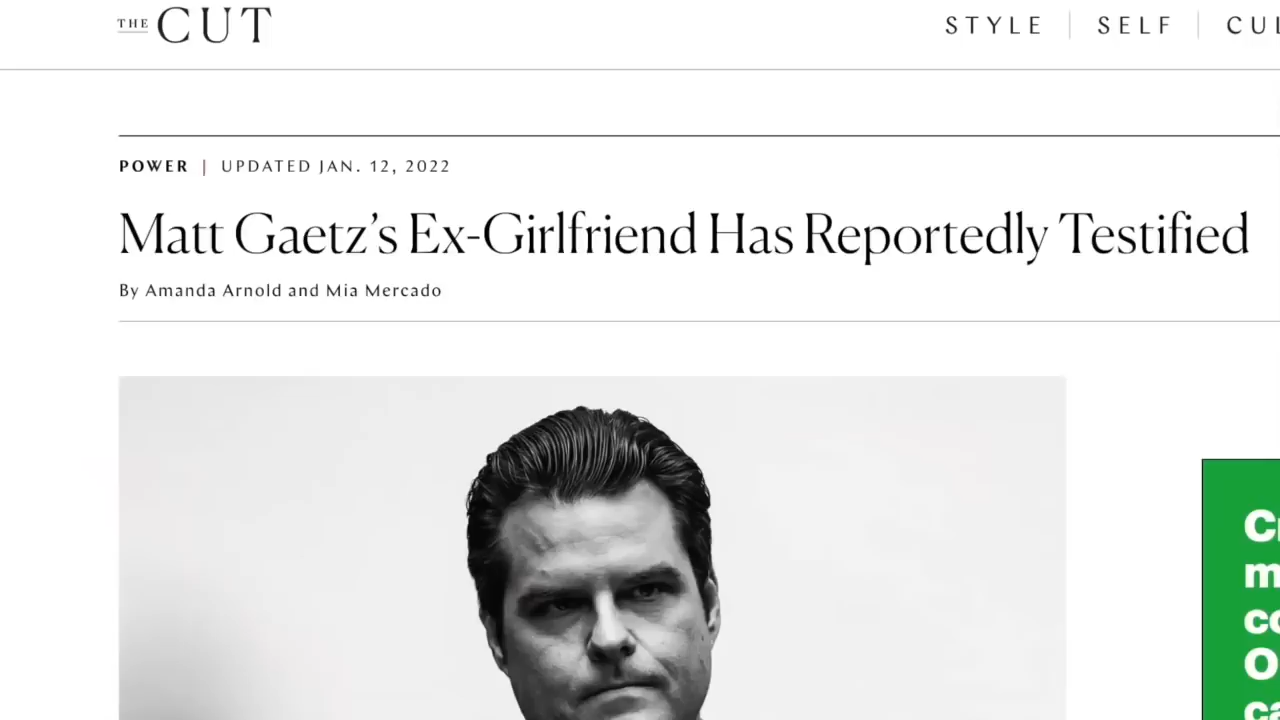 THE CUT
STYLE | SELF |
POWER | UPDATED JAN. 12, 2022
Matt Gaetz’s Ex-Girlfriend Has Reportedly Testified
By Amanda Arnold and Mia Mercado